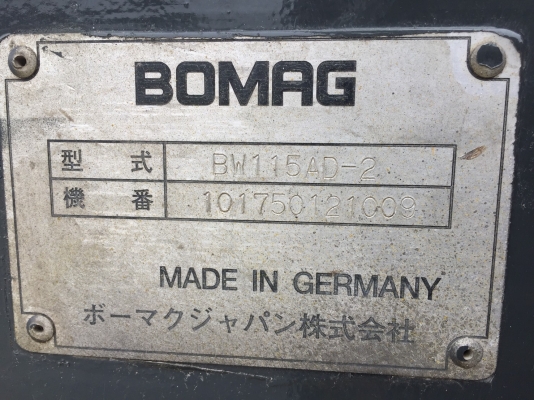 BOMAG
型式 BW115AD-2
機番 101750121009
MADE IN GERMANY
ボーマクジャパン株式会社